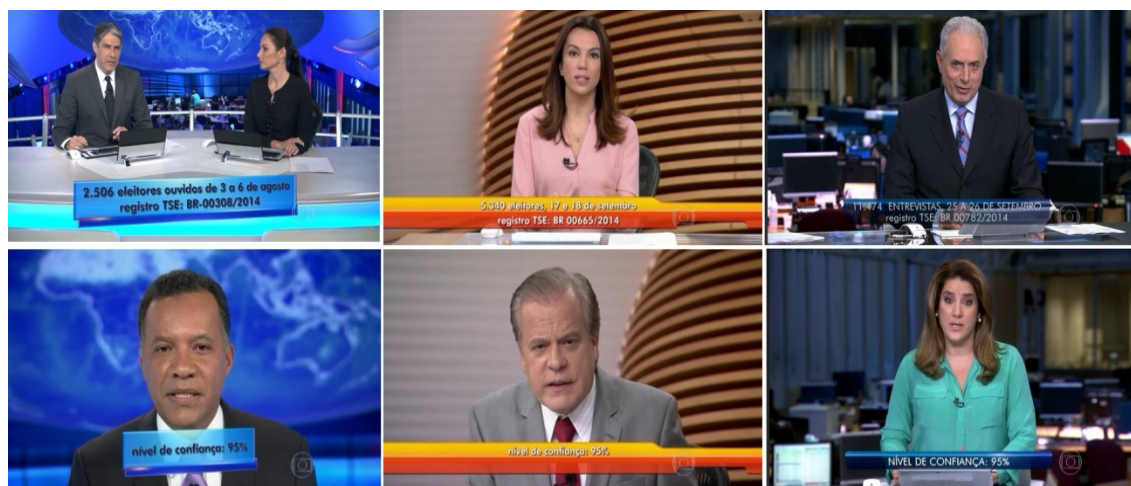 2.506 eleitores ouvidos de 3 a 6 de agosto
registro TSE: BR-00308/2014
5.340 eleitores, 17 e 18 de setembro
registro TSE: BR 00665/2014
11.474 ENTREVISTAS, 25 A 26 DE SETEMBRO
registro TSE: BR 00782/2014
nível de confiança: 95%
nível de confiança: 95%
NÍVEL DE CONFIANÇA: 95%